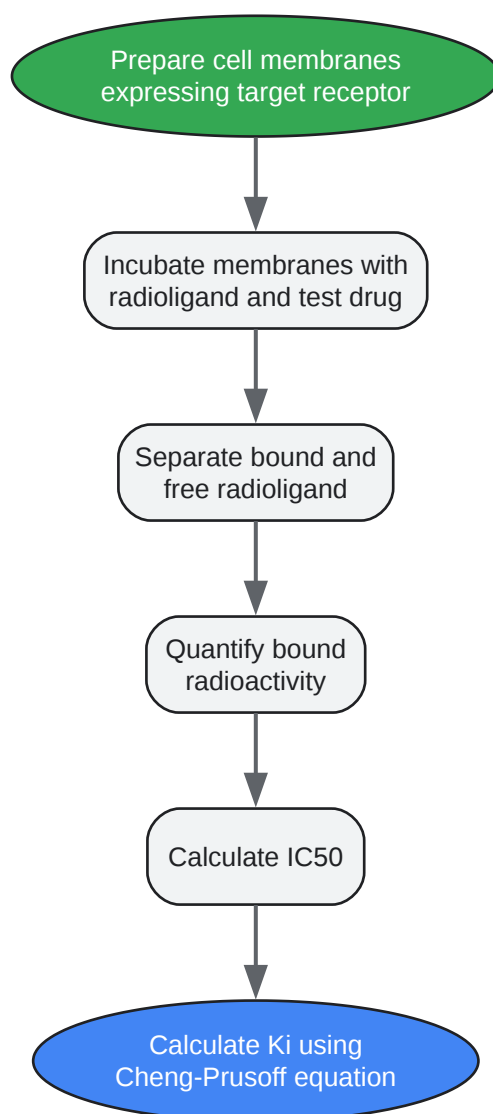 Prepare cell membranes
expressing target receptor
Incubate membranes with
radioligand and test drug
Separate bound and
free radioligand
Quantify bound
radioactivity
Calculate IC50
Calculate Ki using
Cheng-Prusoff equation